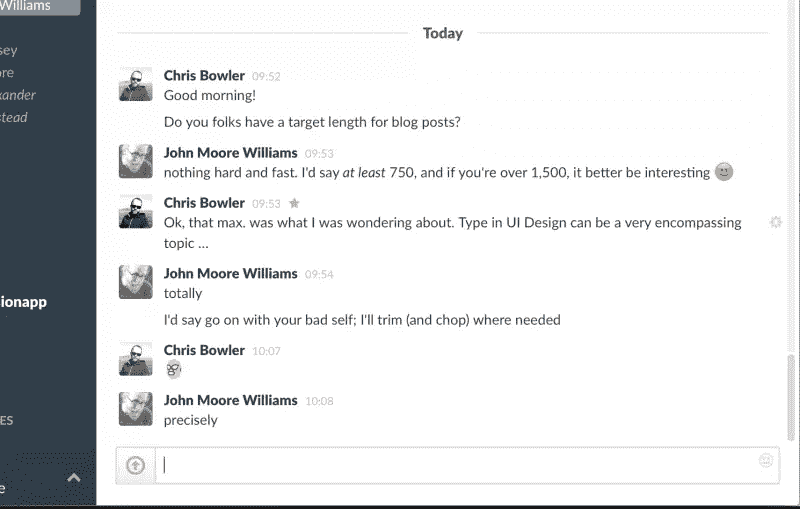 Williams
sey
ore
xander
stead
ionapp
ES
e
Today
Chris Bowler 09:52
Good morning!
Do you folks have a target length for blog posts?
John Moore Williams 09:53
nothing hard and fast. I'd say at least 750, and if you're over 1,500, it better be interesting
Chris Bowler 09:53
Ok, that max. was what I was wondering about. Type in UI Design can be a very encompassing
topic ...
John Moore Williams 09:54
totally
I'd say go on with your bad self; I'll trim (and chop) where needed
Chris Bowler 10:07
John Moore Williams 10:08
precisely